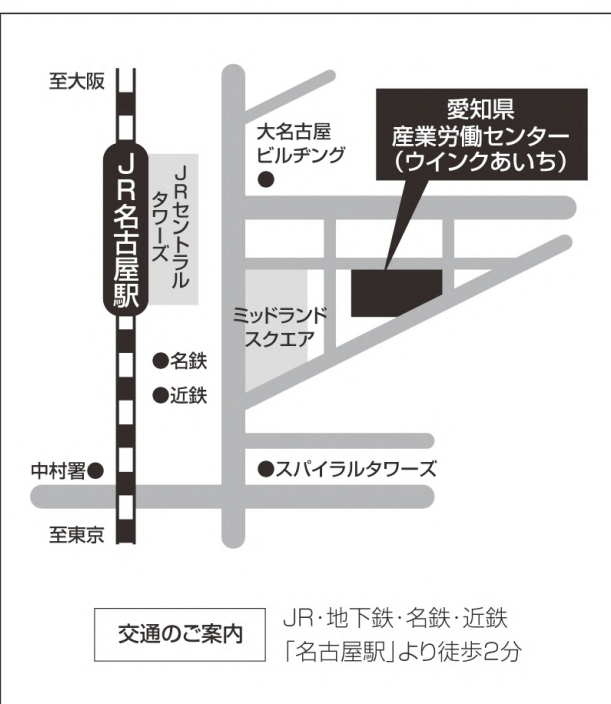 至大阪
JR名古屋駅
JRセントラル
タワーズ
大名古屋
ビルヂング
●
愛知県
産業労働センター
(ウインクあいち)
ミッドランド
スクエア
●名鉄
●近鉄
中村署●
●スパイラルタワーズ
至東京
交通のご案内
JR・地下鉄・名鉄・近鉄
「名古屋駅」より徒歩2分